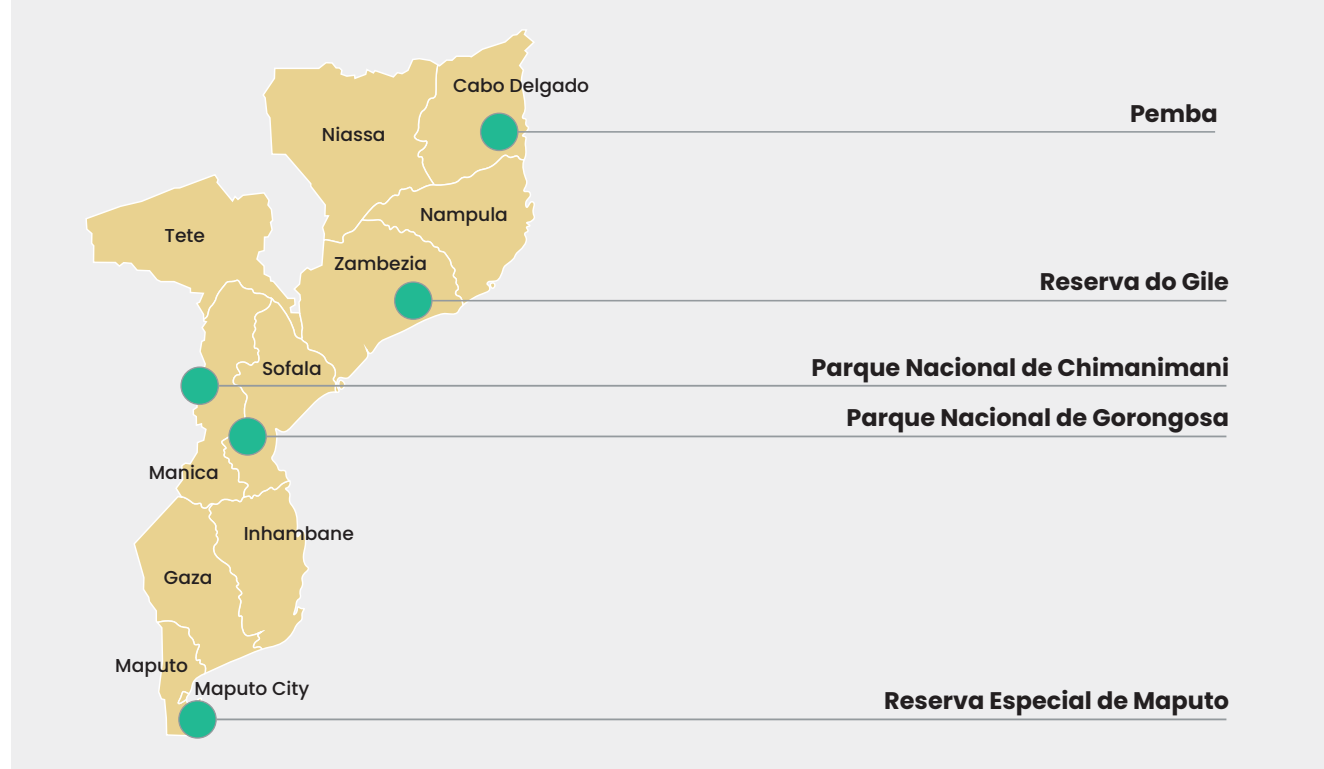 Cabo Delgado
Pemba
Niassa
Nampula
Tete
Zambezia
Reserva do Gile
Sofala
Parque Nacional de Chimanimani
Parque Nacional de Gorongosa
Manica
Inhambane
Gaza
Maputo
Maputo City
Reserva Especial de Maputo